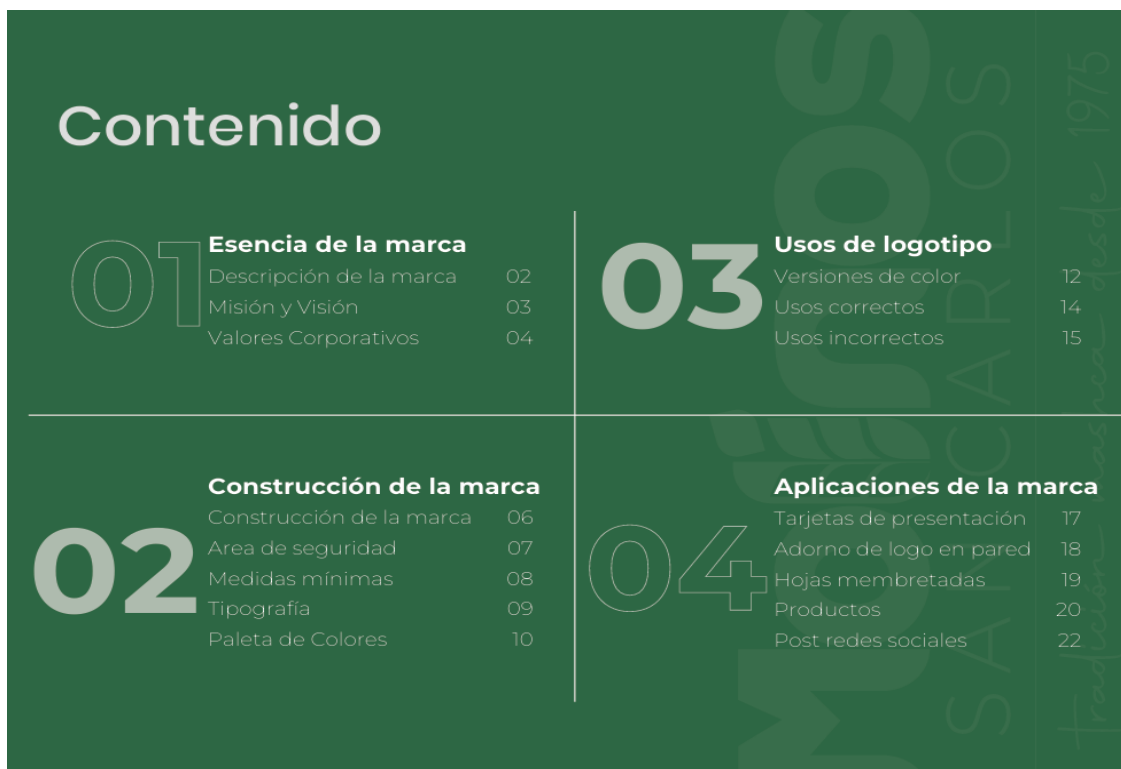 Contenido
01
Esencia de la marca
Descripción de la marca 02
Misión y Visión 03
Valores Corporativos 04
02
Construcción de la marca
Construcción de la marca 06
Area de seguridad 07
Medidas mínimas 08
Tipografía 09
Paleta de Colores 10
03
Usos de logotipo
Versiones de color 12
Usos correctos 14
Usos incorrectos 15
04
Aplicaciones de la marca
Tarjetas de presentación 17
Adorno de logo en pared 18
Hojas membretadas 19
Productos 20
Post redes sociales 22
Molinos
SAN CARLOS
tradición masnca desde 1975